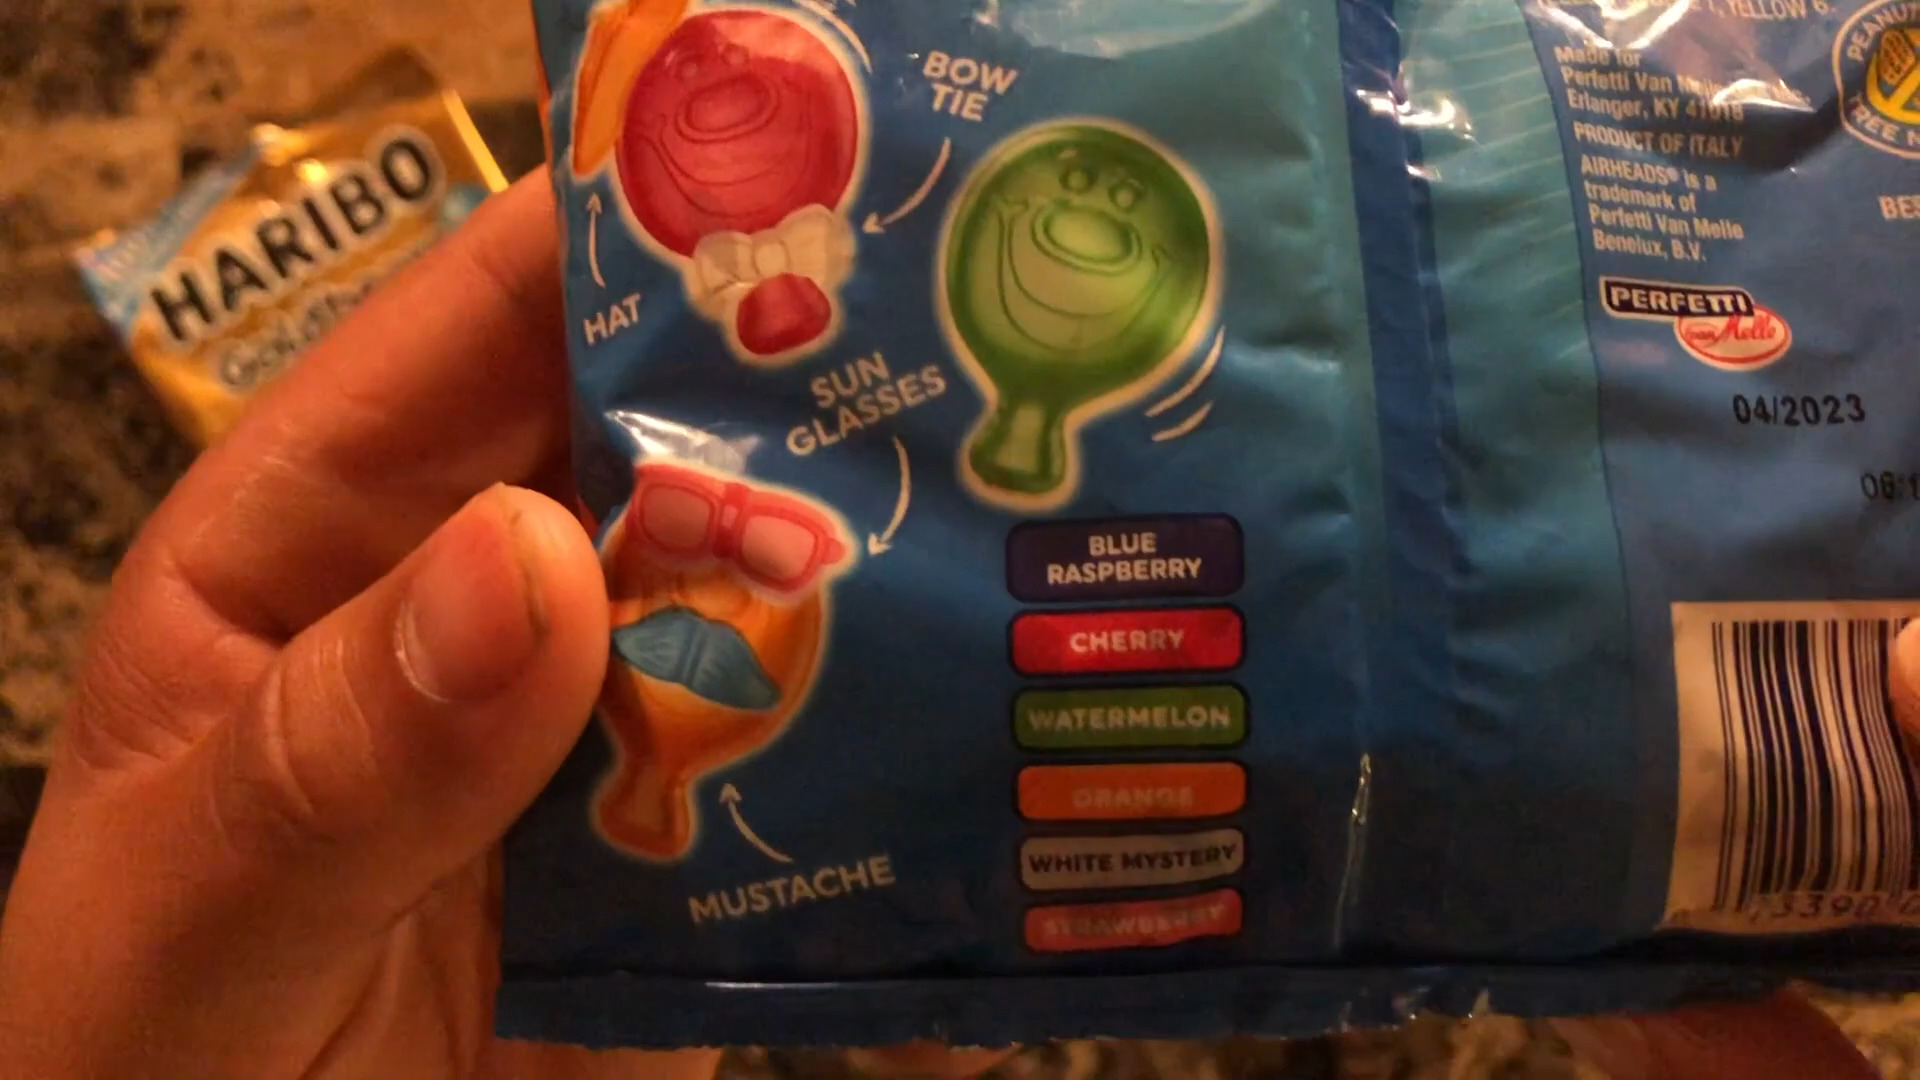 HARIBO
BOW
TIE
HAT
SUN
GLASSES
MUSTACHE
BLUE
RASPBERRY
CHERRY
WATERMELON
ORANGE
WHITE MYSTERY
STRAWBERRY
YELLOW 6
Made for
Perfetti Van Melle
Erlanger, KY 41018
PRODUCT OF ITALY
AIRHEADS® is a
trademark of
Perfetti Van Melle
Benelux, B.V.
PERFETTI
van Melle
04/2023
PEANUT
FREE